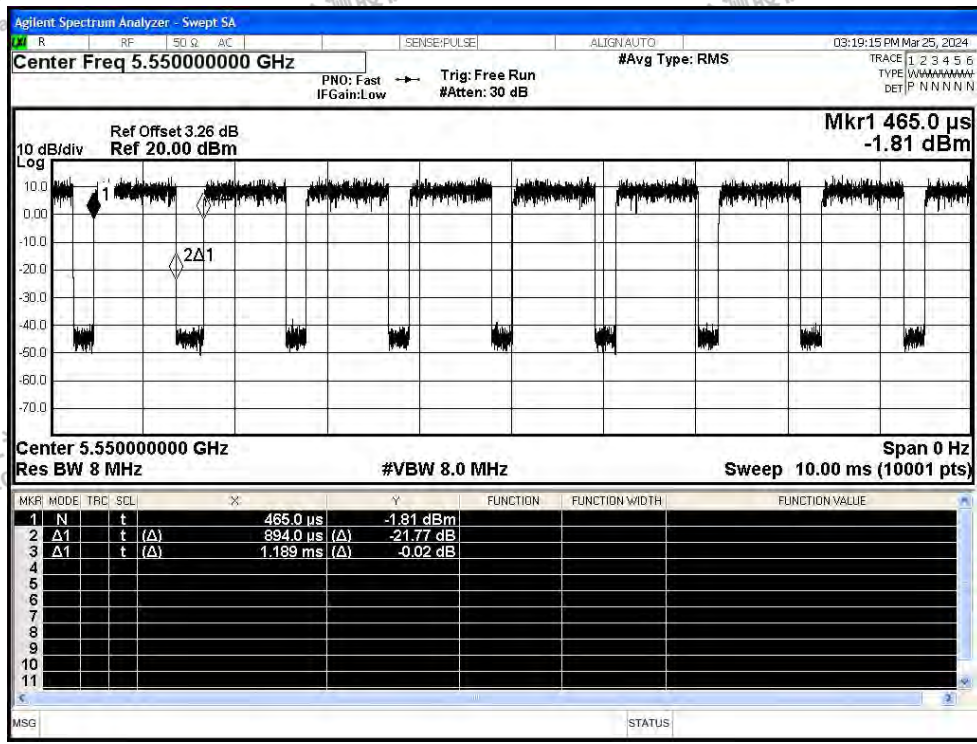 Agilent Spectrum Analyzer - Swept SA
R RF 50 Ω AC SENSE:PULSE ALIGN AUTO 03:19:15 PM Mar 25, 2024
Center Freq 5.550000000 GHz
#Avg Type: RMS
TRACE 1 2 3 4 5 6
PNO: Fast Trig: Free Run
TYPE WWWWWW
IFGain:Low #Atten: 30 dB
DET P N N N N N
Mkr1 465.0 µs
-1.81 dBm
Ref Offset 3.26 dB
10 dB/div Ref 20.00 dBm
Log
10.0
0.00
-10.0
-20.0
-30.0
-40.0
-50.0
-60.0
-70.0
1
2Δ1
Center 5.550000000 GHz Span 0 Hz
Res BW 8 MHz #VBW 8.0 MHz Sweep 10.00 ms (10001 pts)
MKR MODE TRC SCL X Y FUNCTION FUNCTION WIDTH FUNCTION VALUE
1 N t 465.0 µs -1.81 dBm
2 Δ1 t (Δ) 894.0 µs (Δ) -21.77 dB
3 Δ1 t (Δ) 1.189 ms (Δ) -0.02 dB
4
5
6
7
8
9
10
11
MSG STATUS